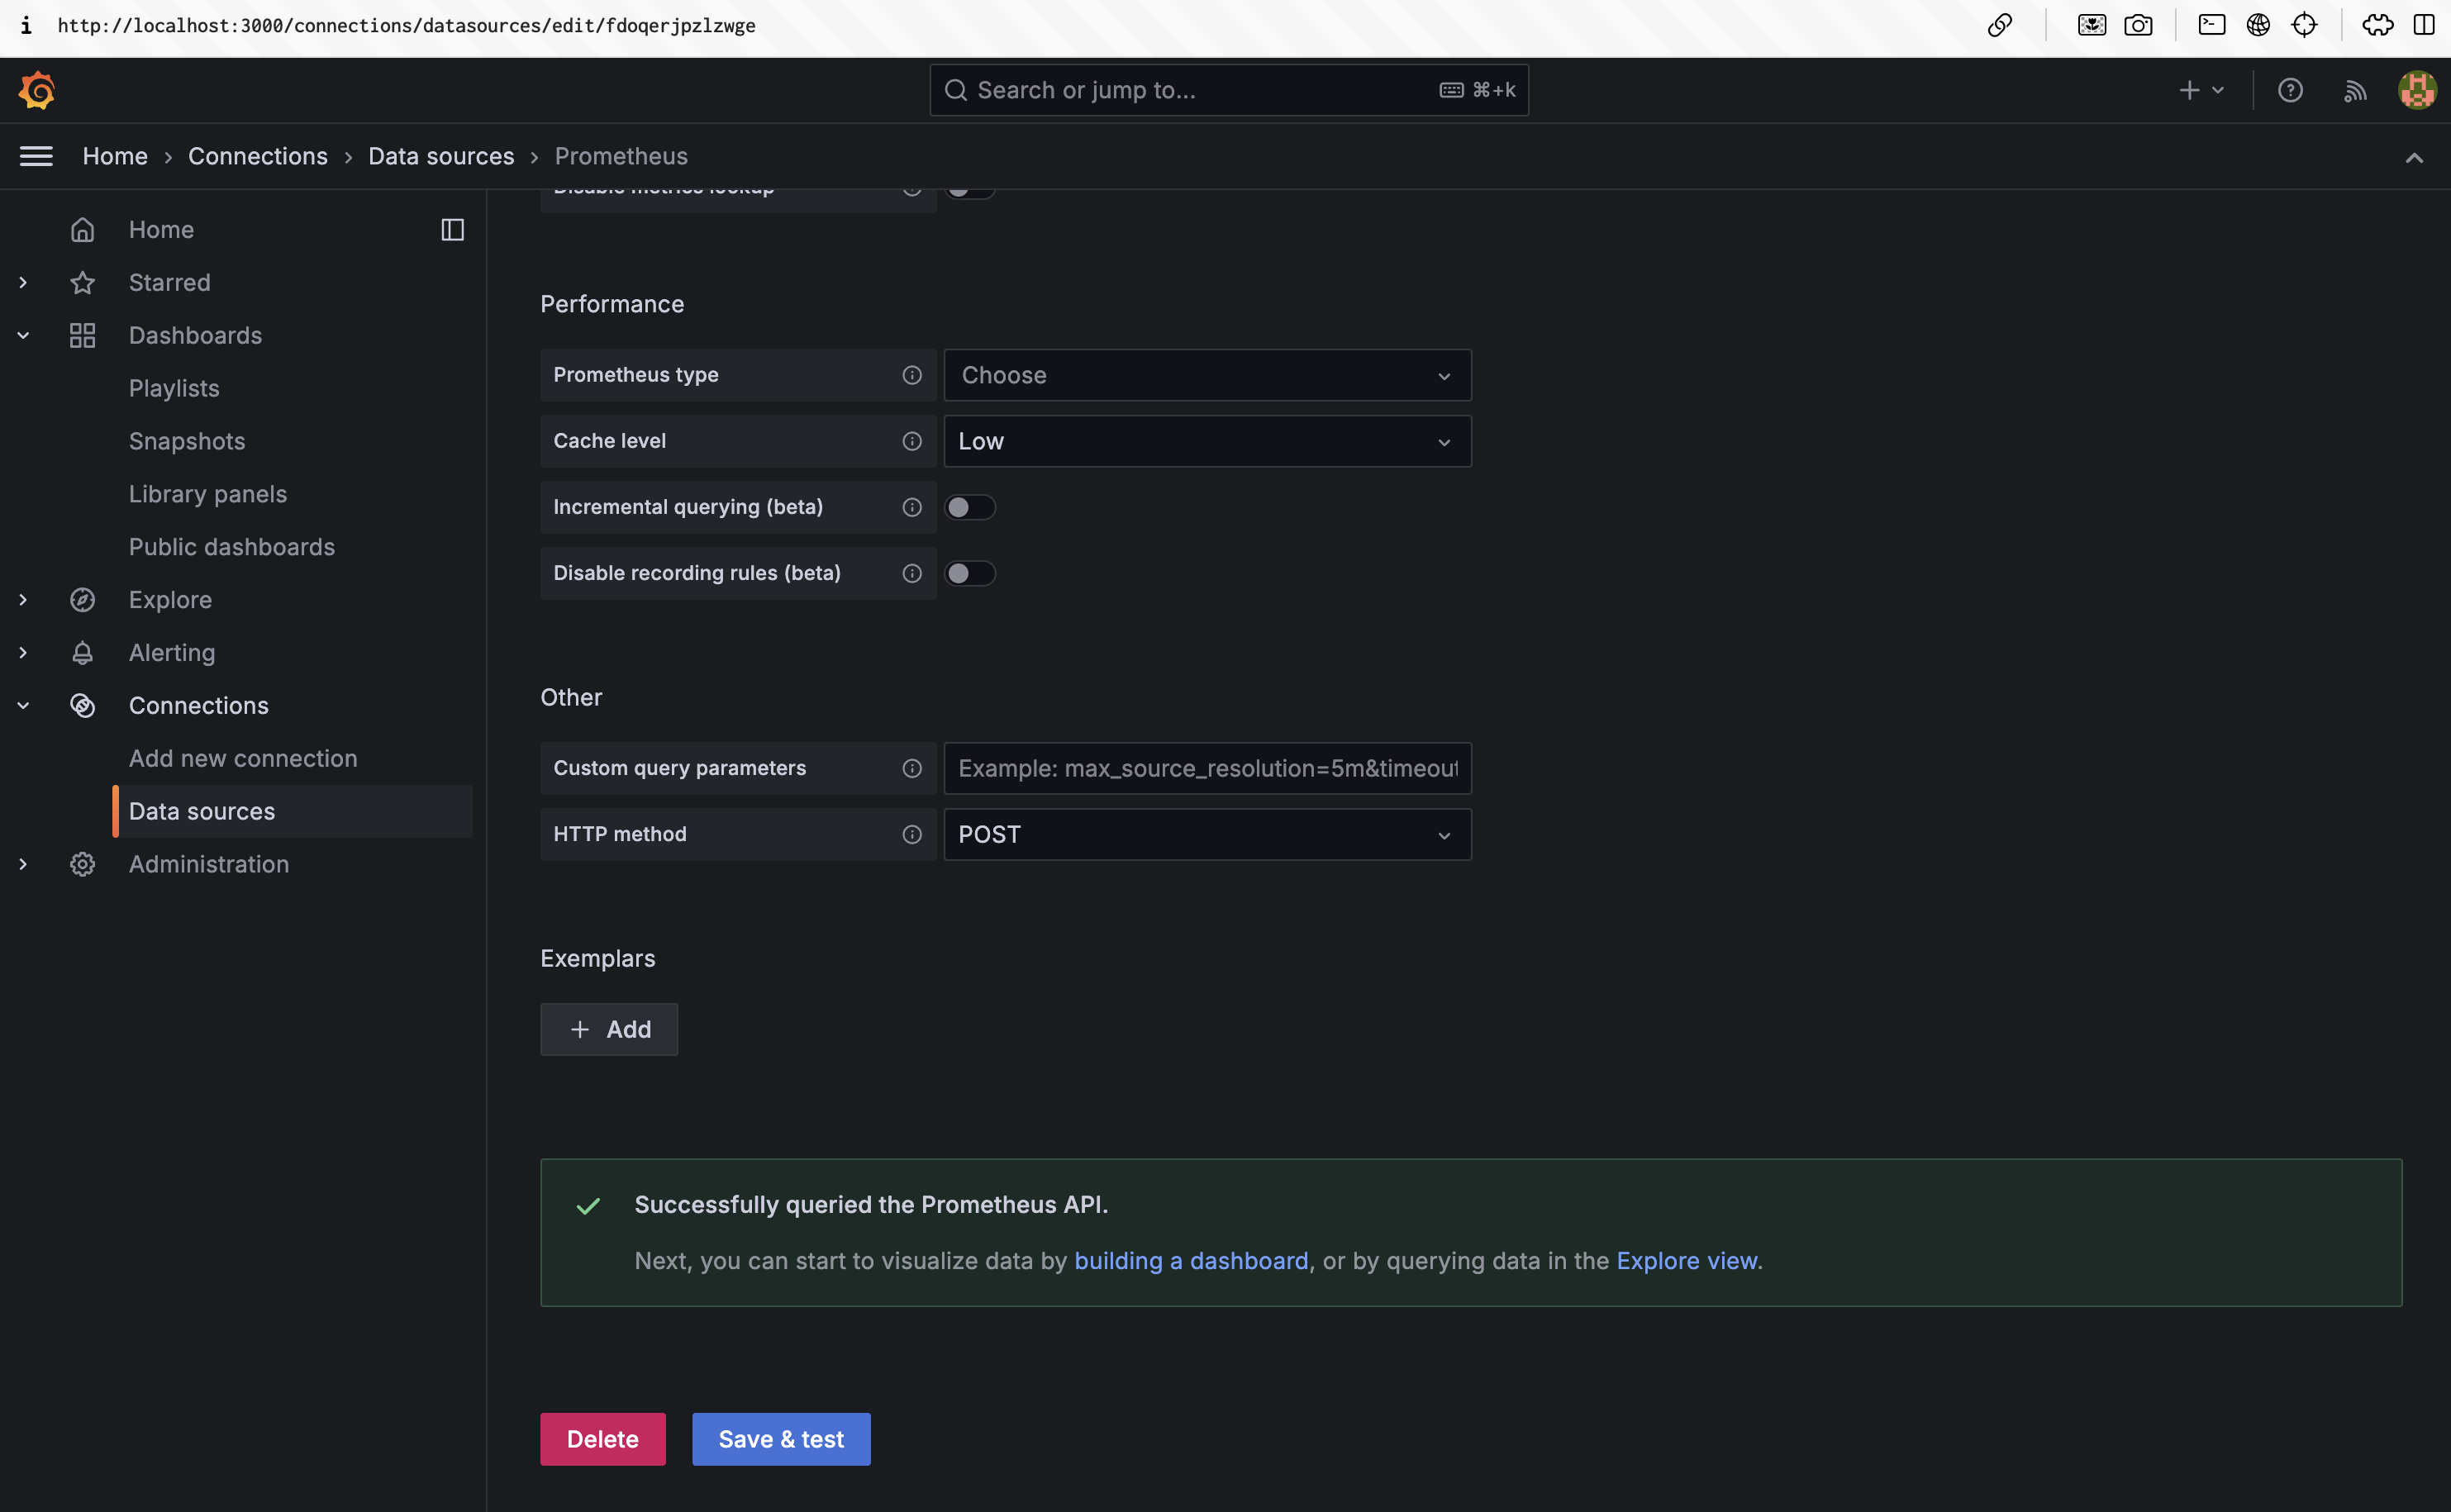 http://localhost:3000/connections/datasources/edit/fdoqerjpzlzwge
Search or jump to...
⌘+k
Home › Connections › Data sources › Prometheus
Home
Starred
Dashboards
Playlists
Snapshots
Library panels
Public dashboards
Explore
Alerting
Connections
Add new connection
Data sources
Administration
Disable metrics lookup
Performance
Prometheus type
Choose
Cache level
Low
Incremental querying (beta)
Disable recording rules (beta)
Other
Custom query parameters
Example: max_source_resolution=5m&timeout
HTTP method
POST
Exemplars
Add
Successfully queried the Prometheus API.
Next, you can start to visualize data by building a dashboard, or by querying data in the Explore view.
Delete
Save & test